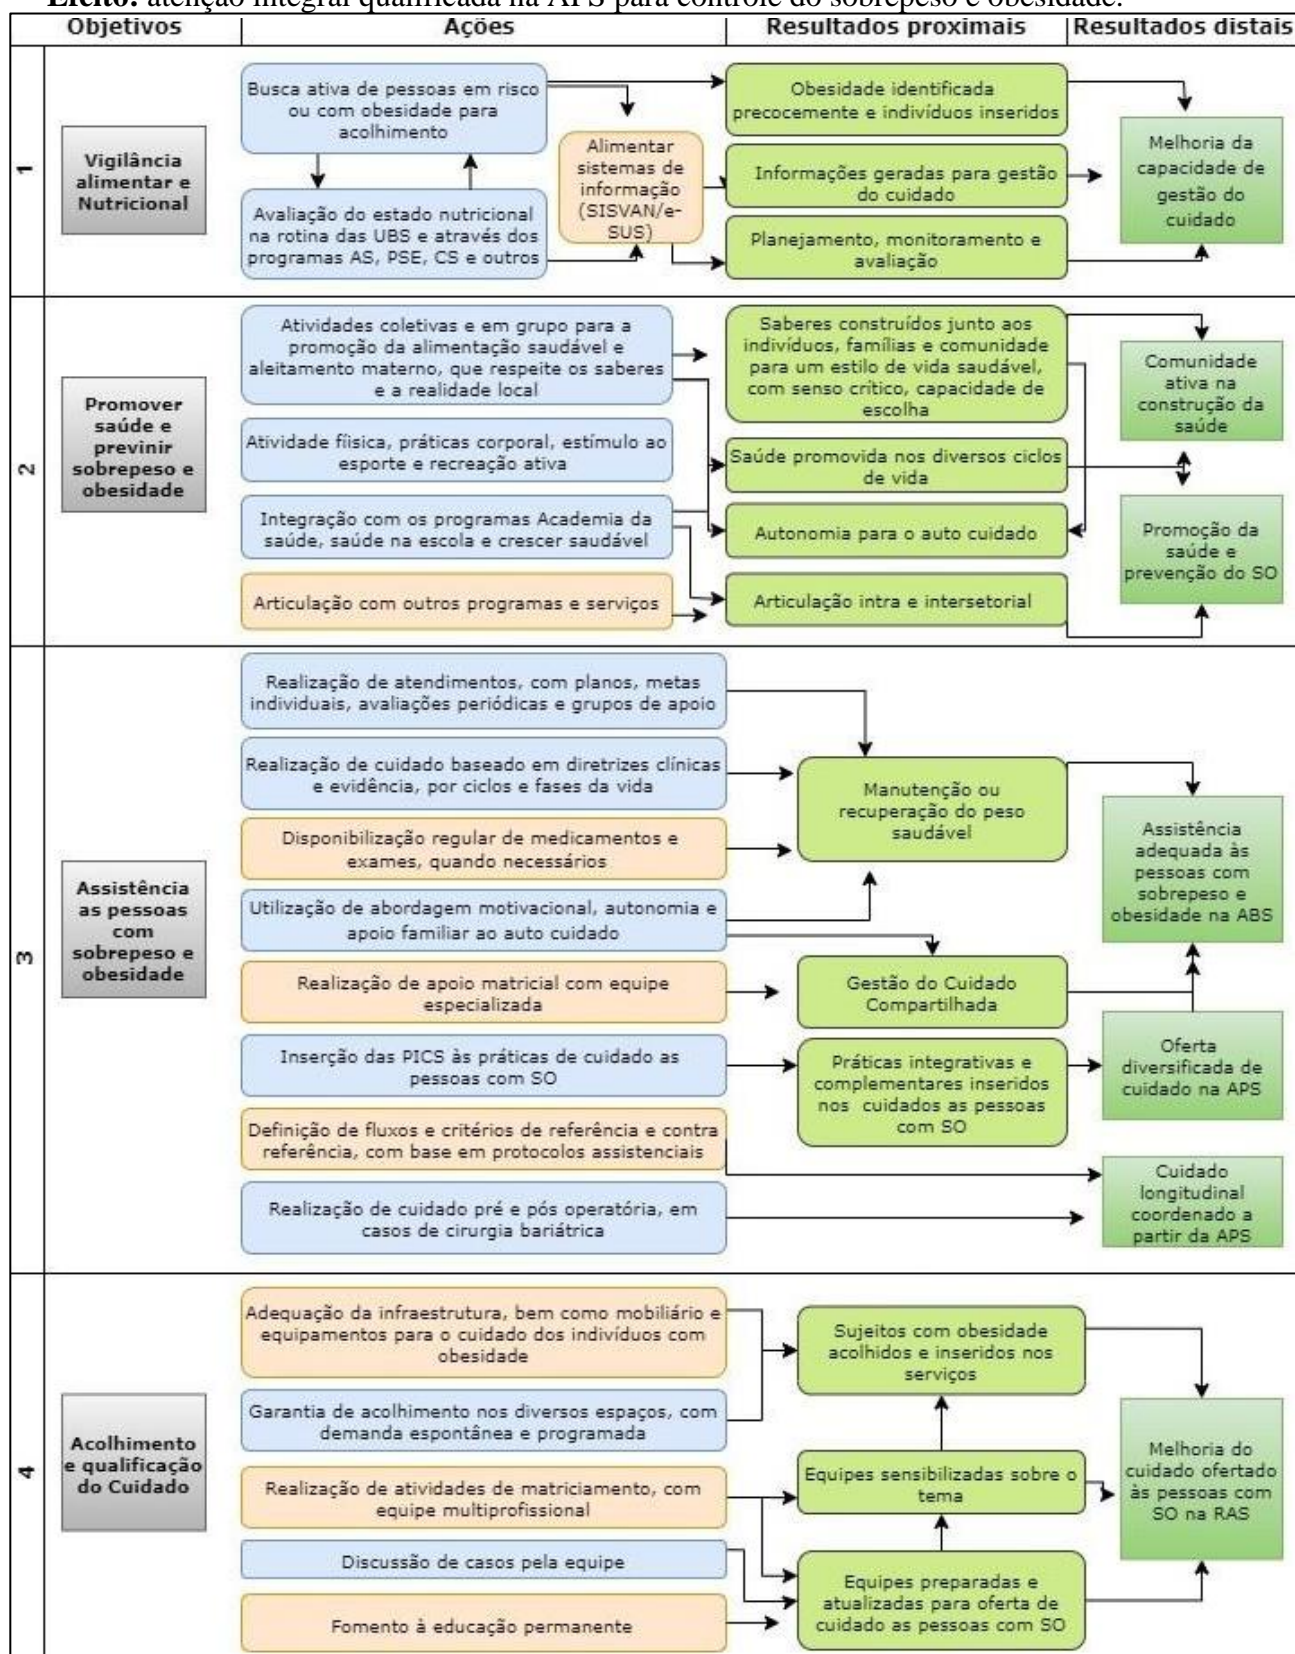 Efeito: atenção integral qualificada na APS para controle do sobrepeso e obesidade.
Objetivos
Ações
Resultados proximais
Resultados distais
1
Vigilância
alimentar e
Nutricional
Busca ativa de pessoas em risco
ou com obesidade para
acolhimento
Avaliação do estado nutricional
na rotina das UBS e através dos
programas AS, PSE, CS e outros
Alimentar
sistemas de
informação
(SISVAN/e-
SUS)
Obesidade identificada
precocemente e indivíduos inseridos
Informações geradas para gestão
do cuidado
Planejamento, monitoramento e
avaliação
Melhoria da
capacidade de
gestão do
cuidado
2
Promover
saúde e
previnir
sobrepeso e
obesidade
Atividades coletivas e em grupo para a
promoção da alimentação saudável e
aleitamento materno, que respeite os saberes
e a realidade local
Atividade fíisica, práticas corporal, estímulo ao
esporte e recreação ativa
Integração com os programas Academia da
saúde, saúde na escola e crescer saudável
Articulação com outros programas e serviços
Saberes construídos junto aos
indivíduos, famílias e comunidade
para um estilo de vida saudável,
com senso crítico, capacidade de
escolha
Saúde promovida nos diversos ciclos
de vida
Autonomia para o auto cuidado
Articulação intra e intersetorial
Comunidade
ativa na
construção da
saúde
Promoção da
saúde e
prevenção do SO
3
Assistência
as pessoas
com
sobrepeso e
obesidade
Realização de atendimentos, com planos, metas
individuais, avaliações periódicas e grupos de apoio
Realização de cuidado baseado em diretrizes clínicas
e evidência, por ciclos e fases da vida
Disponibilização regular de medicamentos e
exames, quando necessários
Utilização de abordagem motivacional, autonomia e
apoio familiar ao auto cuidado
Realização de apoio matricial com equipe
especializada
Inserção das PICS às práticas de cuidado as
pessoas com SO
Definição de fluxos e critérios de referência e contra
referência, com base em protocolos assistenciais
Realização de cuidado pré e pós operatória, em
casos de cirurgia bariátrica
Manutenção ou
recuperação do peso
saudável
Gestão do Cuidado
Compartilhada
Práticas integrativas e
complementares inseridos
nos cuidados as pessoas
com SO
Assistência
adequada às
pessoas com
sobrepeso e
obesidade na ABS
Oferta
diversificada de
cuidado na APS
Cuidado
longitudinal
coordenado a
partir da APS
4
Acolhimento
e qualificação
do Cuidado
Adequação da infraestrutura, bem como mobiliário e
equipamentos para o cuidado dos indivíduos com
obesidade
Garantia de acolhimento nos diversos espaços, com
demanda espontânea e programada
Realização de atividades de matriciamento, com
equipe multiprofissional
Discussão de casos pela equipe
Fomento à educação permanente
Sujeitos com obesidade
acolhidos e inseridos nos
serviços
Equipes sensibilizadas sobre o
tema
Equipes preparadas e
atualizadas para oferta de
cuidado as pessoas com SO
Melhoria do
cuidado ofertado
às pessoas com
SO na RAS